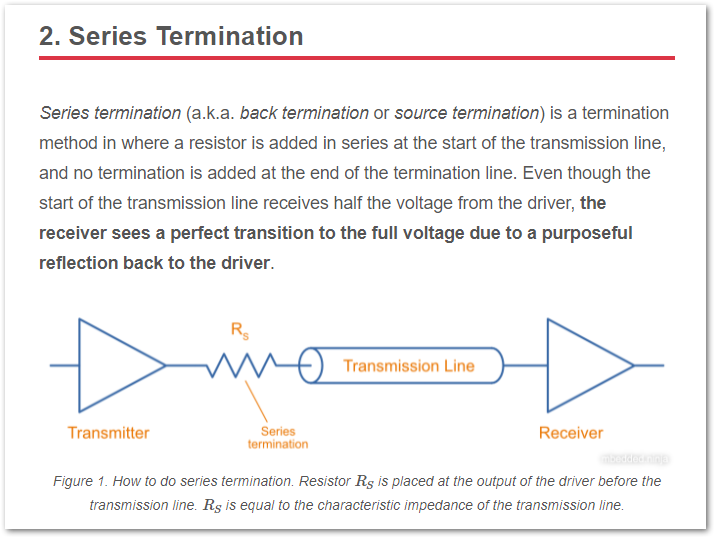 2. Series Termination
Series termination (a.k.a. back termination or source termination) is a termination
method in where a resistor is added in series at the start of the transmission line,
and no termination is added at the end of the termination line. Even though the
start of the transmission line receives half the voltage from the driver, the
receiver sees a perfect transition to the full voltage due to a purposeful
reflection back to the driver.
Rs
Transmission Line
Transmitter
Series
termination
Receiver
mbedded.ninja
Figure 1. How to do series termination. Resistor RS is placed at the output of the driver before the
transmission line. RS is equal to the characteristic impedance of the transmission line.